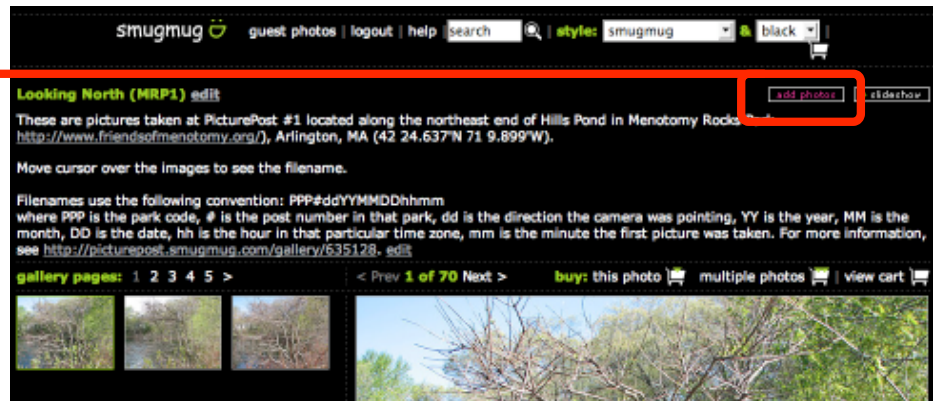 smugmug guest photos | logout | help | search | style: smugmug & black |
Looking North (MRP1) edit add photos slideshow
These are pictures taken at PicturePost #1 located along the northeast end of Hills Pond in Menotomy Rocks
http://www.friendsofmenotomy.org/), Arlington, MA (42 24.637'N 71 9.899'W).
Move cursor over the images to see the filename.
Filenames use the following convention: PPP#ddYYMMDDhhmm
where PPP is the park code, # is the post number in that park, dd is the direction the camera was pointing, YY is the year, MM is the
month, DD is the date, hh is the hour in that particular time zone, mm is the minute the first picture was taken. For more information,
see http://picturepost.smugmug.com/gallery/635128. edit
gallery pages: 1 2 3 4 5 > < Prev 1 of 70 Next > buy: this photo multiple photos | view cart